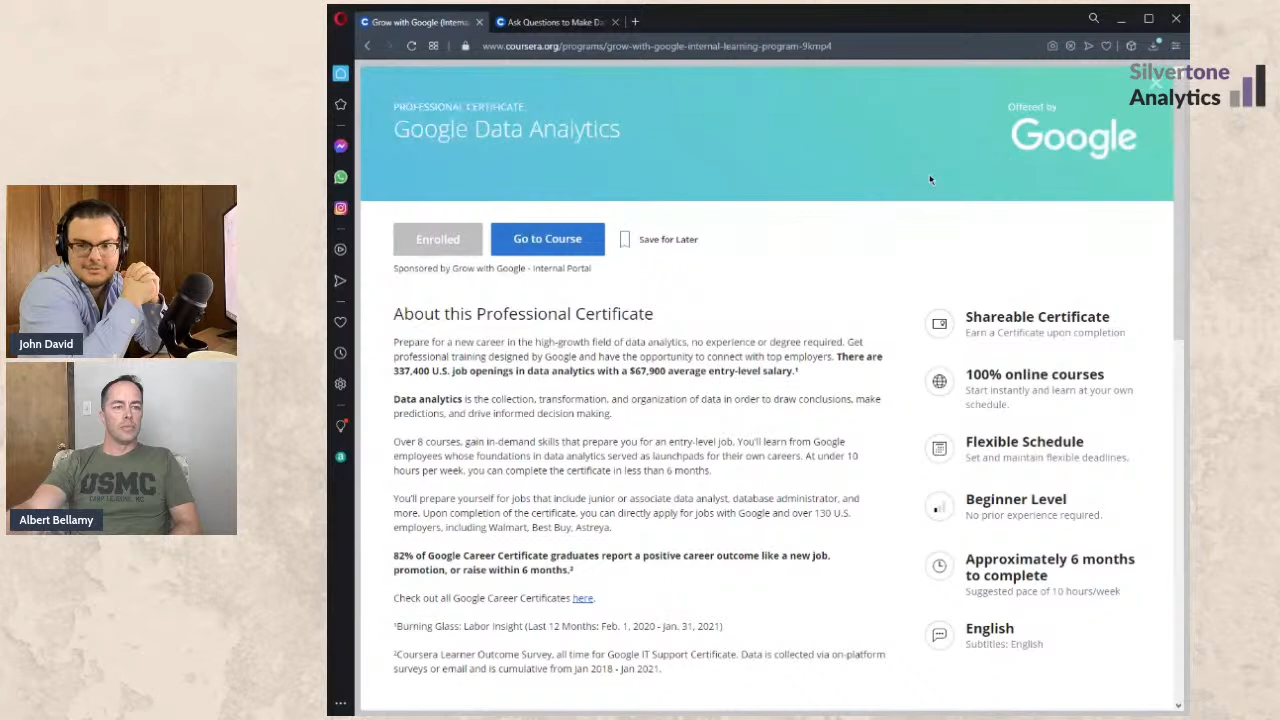 Grow with Google (Interna
Ask Questions to Make Da
www.coursera.org/programs/grow-with-google-internal-learning-program-9kmp4
Silvertone
Analytics
PROFESSIONAL CERTIFICATE
Google Data Analytics
Offered by
Google
Enrolled
Go to Course
Save for Later
Sponsored by Grow with Google - Internal Portal
About this Professional Certificate
Prepare for a new career in the high-growth field of data analytics, no experience or degree required. Get
professional training designed by Google and have the opportunity to connect with top employers. There are
337,400 U.S. job openings in data analytics with a $67,900 average entry-level salary.¹
Data analytics is the collection, transformation, and organization of data in order to draw conclusions, make
predictions, and drive informed decision making.
Over 8 courses, gain in-demand skills that prepare you for an entry-level job. You'll learn from Google
employees whose foundations in data analytics served as launchpads for their own careers. At under 10
hours per week, you can complete the certificate in less than 6 months.
You'll prepare yourself for jobs that include junior or associate data analyst, database administrator, and
more. Upon completion of the certificate, you can directly apply for jobs with Google and over 130 U.S.
employers, including Walmart, Best Buy, Astreya.
82% of Google Career Certificate graduates report a positive career outcome like a new job,
promotion, or raise within 6 months.²
Check out all Google Career Certificates here.
¹Burning Glass: Labor Insight (Last 12 Months: Feb. 1, 2020 - Jan. 31, 2021)
²Coursera Learner Outcome Survey, all time for Google IT Support Certificate. Data is collected via on-platform
surveys or email and is cumulative from Jan 2018 - Jan 2021.
Shareable Certificate
Earn a Certificate upon completion
100% online courses
Start instantly and learn at your own
schedule.
Flexible Schedule
Set and maintain flexible deadlines.
Beginner Level
No prior experience required.
Approximately 6 months
to complete
Suggested pace of 10 hours/week
English
Subtitles: English
John David
USMC
CAMP LEJEUNE, NC
Albert Bellamy